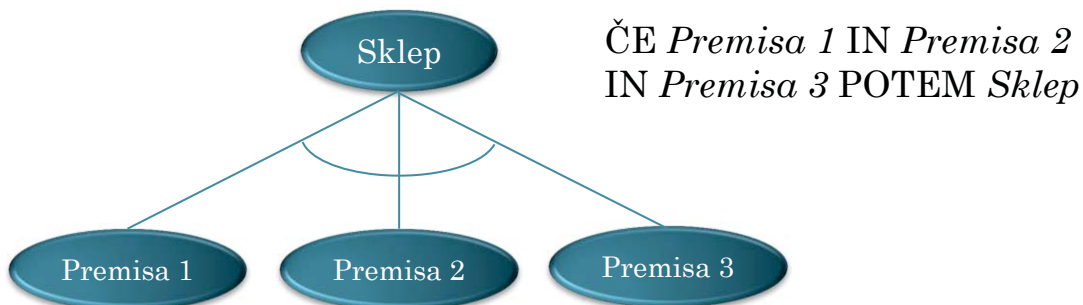 Sklep
ČE Premisa 1 IN Premisa 2
IN Premisa 3 POTEM Sklep
Premisa 1
Premisa 2
Premisa 3